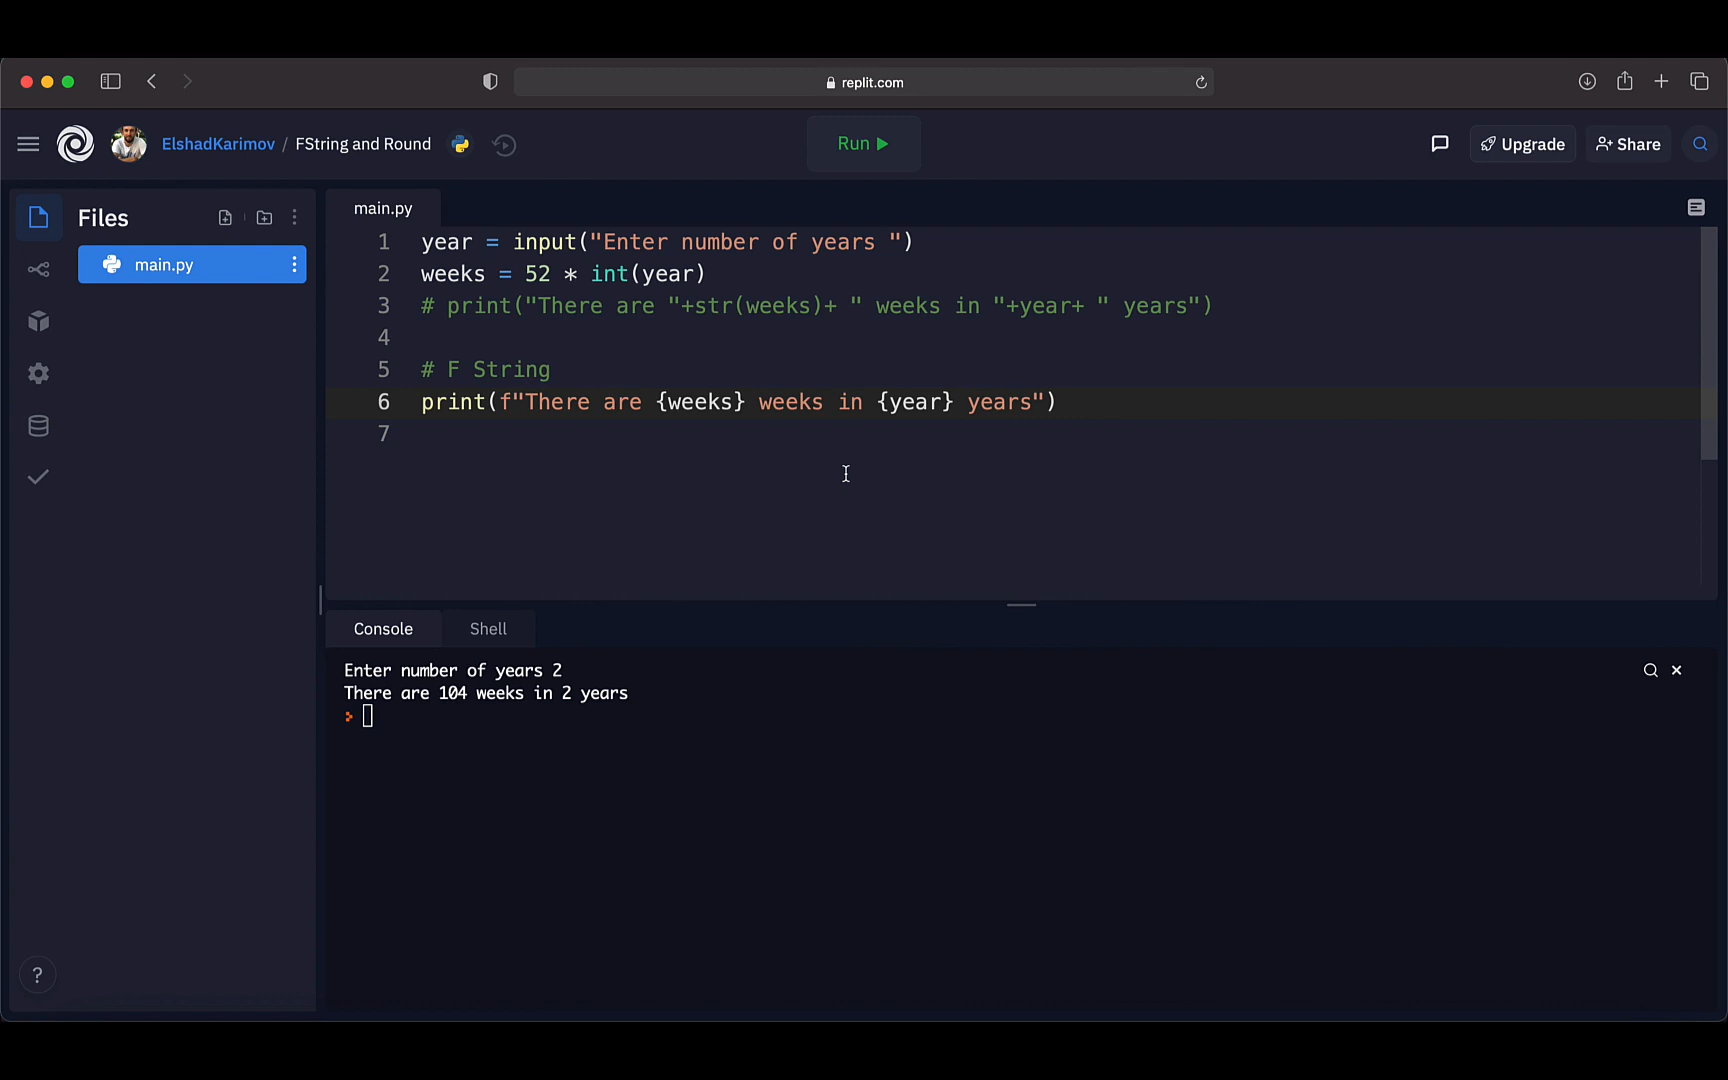 replit.com
ElshadKarimov / FString and Round
Run
Upgrade
Share
Files
main.py
main.py
1 year = input("Enter number of years ")
2 weeks = 52 * int(year)
3 # print("There are "+str(weeks)+ " weeks in "+year+ " years")
4
5 # F String
6 print(f"There are {weeks} weeks in {year} years")
7
Console Shell
Enter number of years 2
There are 104 weeks in 2 years
?